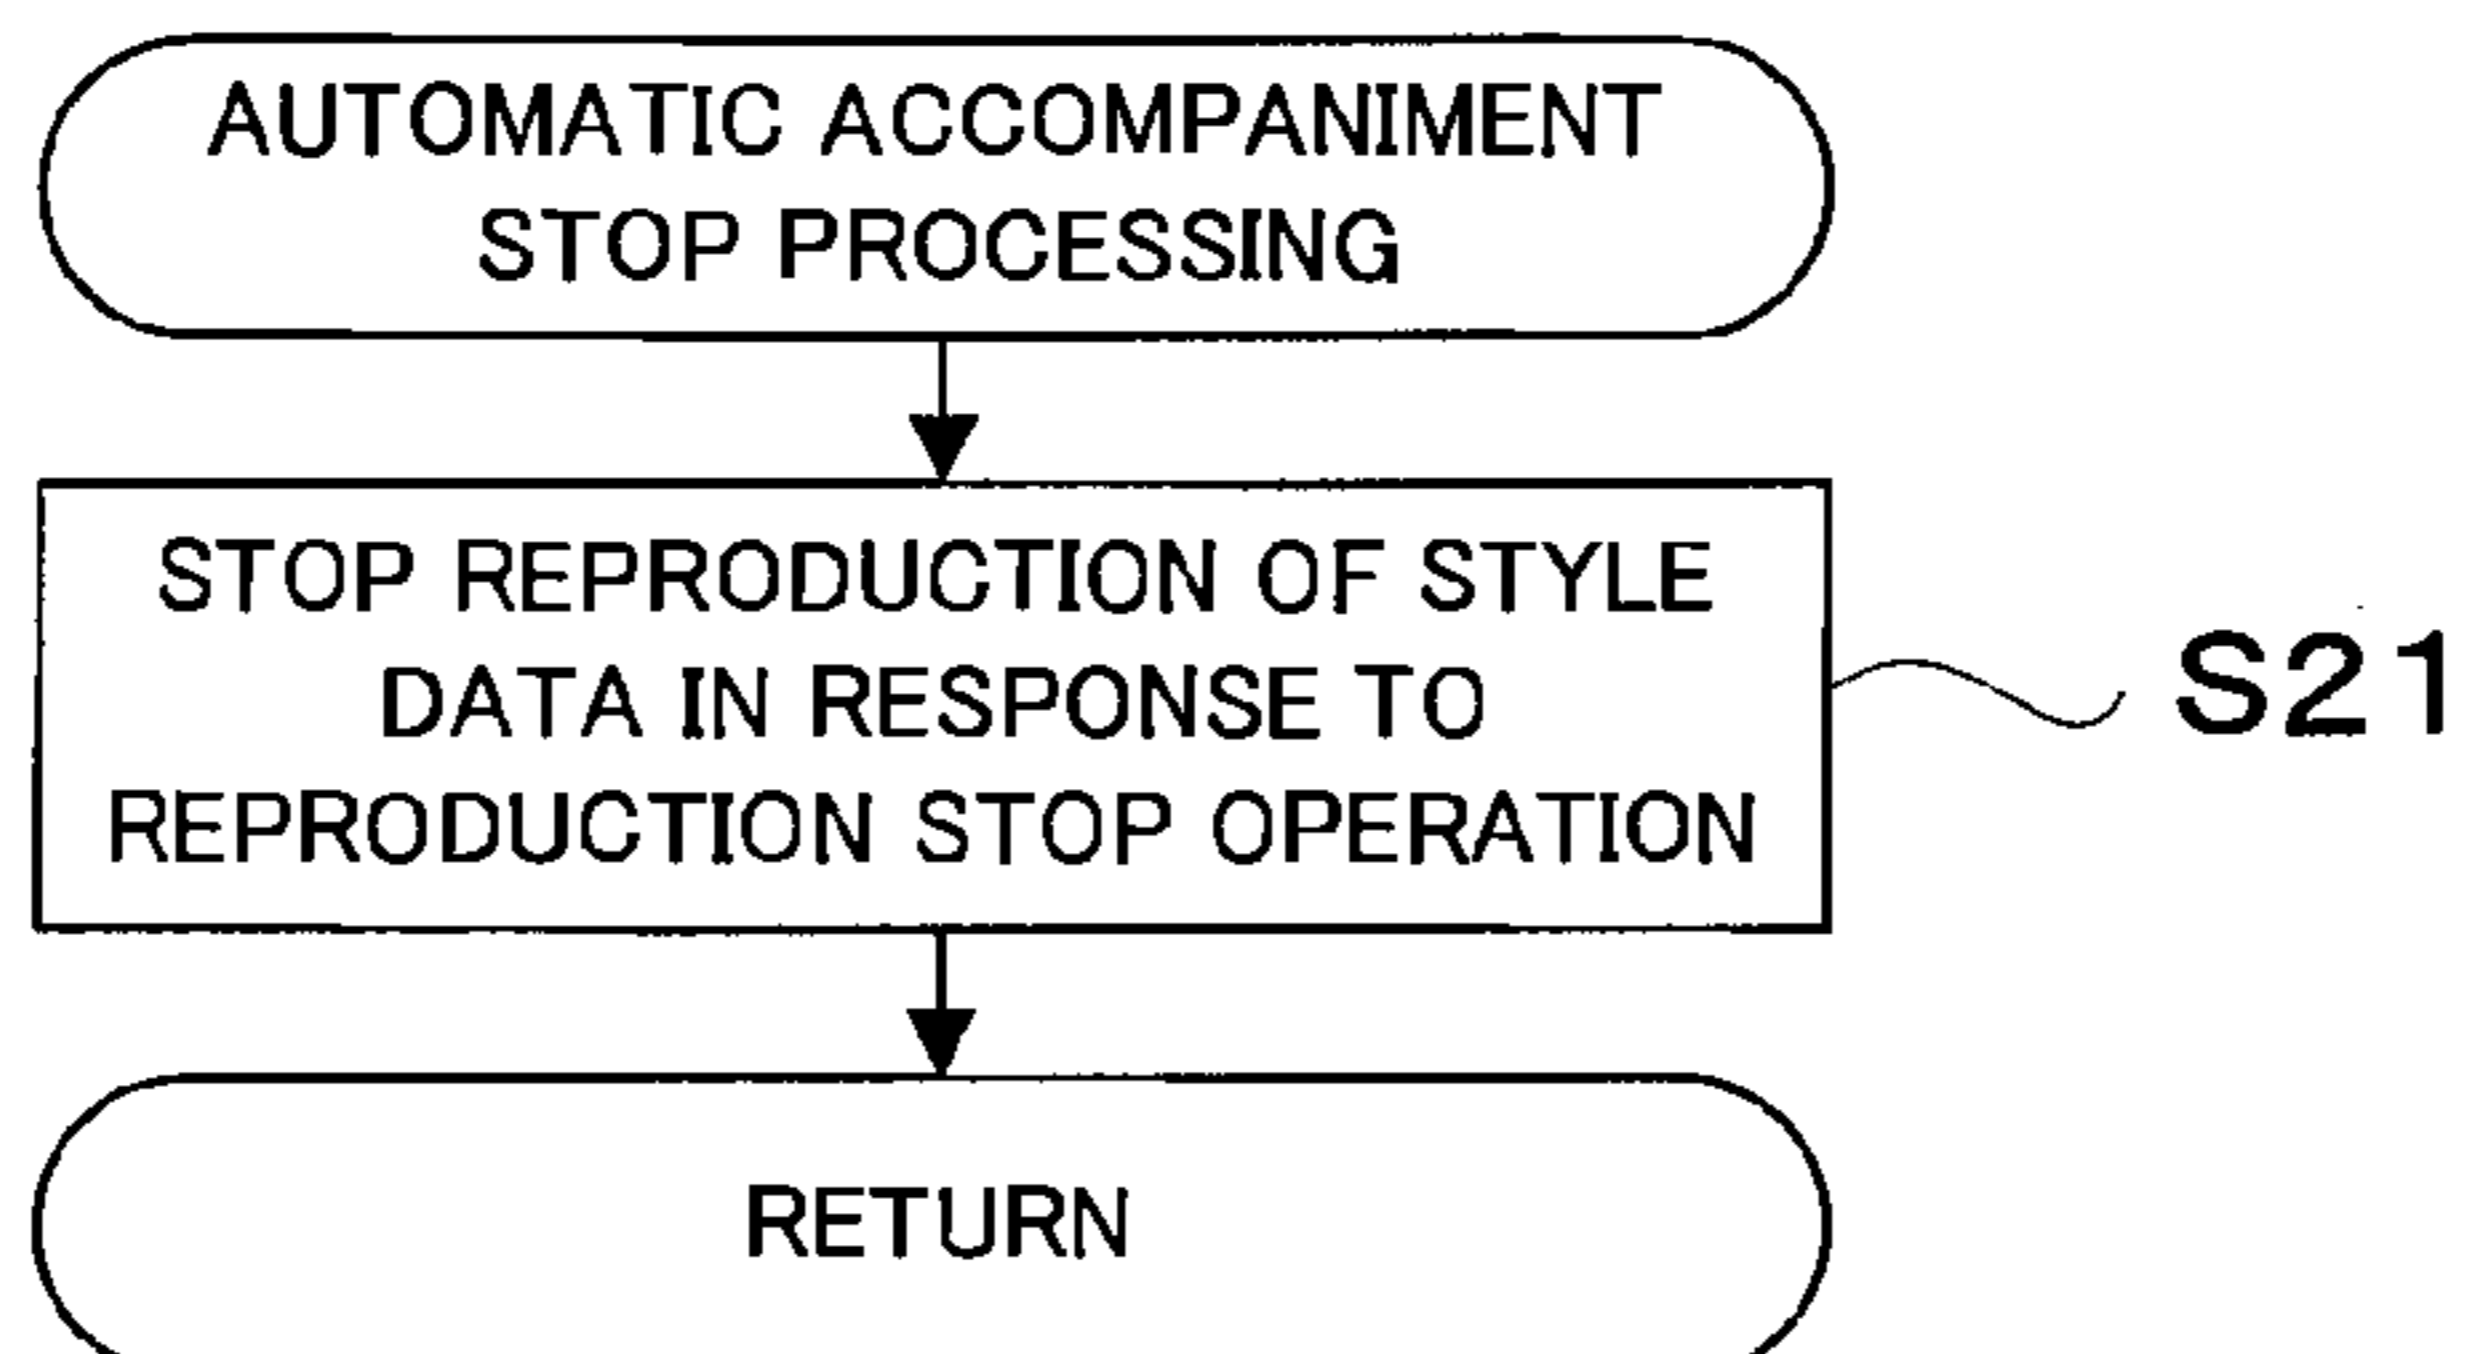 AUTOMATIC ACCOMPANIMENT
STOP PROCESSING
STOP REPRODUCTION OF STYLE
DATA IN RESPONSE TO
REPRODUCTION STOP OPERATION
S21
RETURN